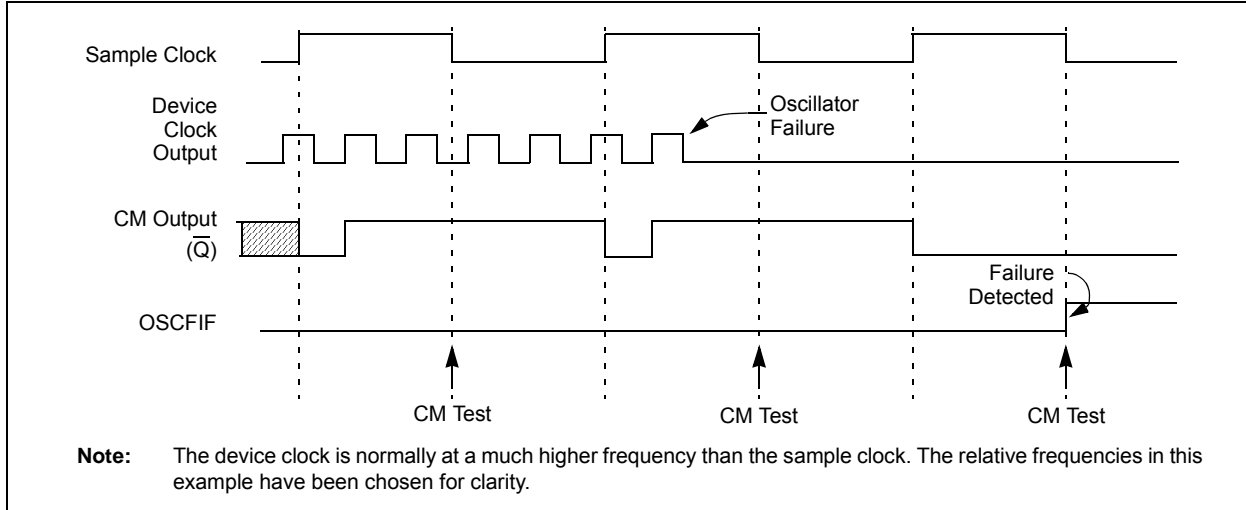 Sample Clock
Device
Clock
Output
Oscillator
Failure
CM Output
(Q̅)
Failure
Detected
OSCFIF
CM Test
CM Test
CM Test
Note: The device clock is normally at a much higher frequency than the sample clock. The relative frequencies in this
example have been chosen for clarity.